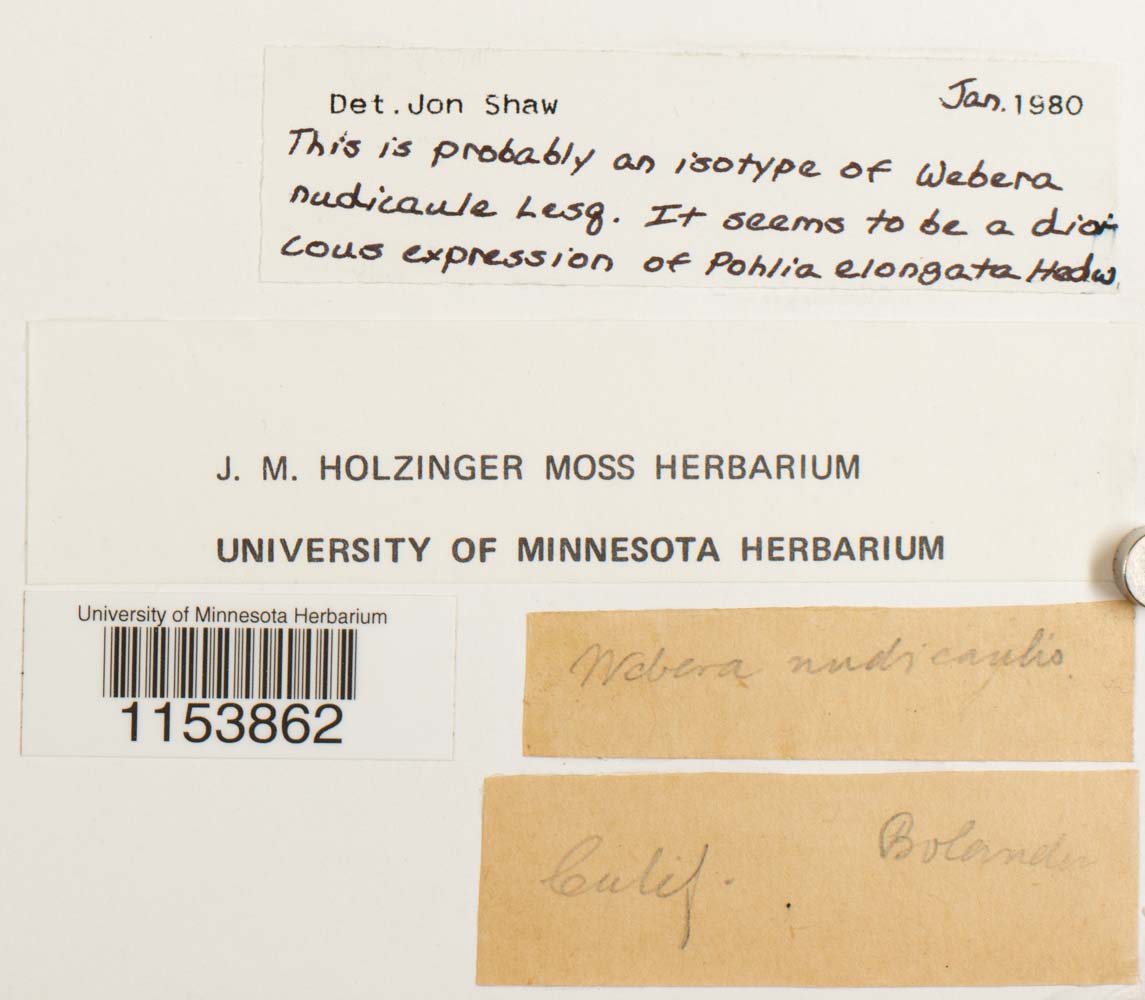 Det. Jon Shaw Jan. 1980
This is probably an isotype of Webera
nudicaule Lesq. It seems to be a dioi-
cous expression of Pohlia elongata Hedw.
J. M. HOLZINGER MOSS HERBARIUM
UNIVERSITY OF MINNESOTA HERBARIUM
University of Minnesota Herbarium
1153862
Webera nudicaulis.
Calif. Bolander